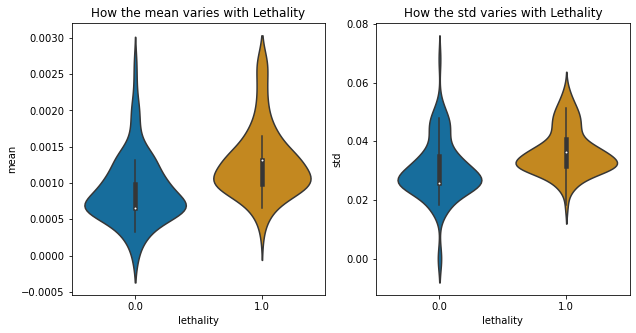 How the mean varies with Lethality
0.0030
0.0025
0.0020
0.0015
0.0010
0.0005
0.0000
−0.0005
mean
0.0
1.0
lethality
How the std varies with Lethality
0.08
0.06
0.04
0.02
0.00
std
0.0
1.0
lethality